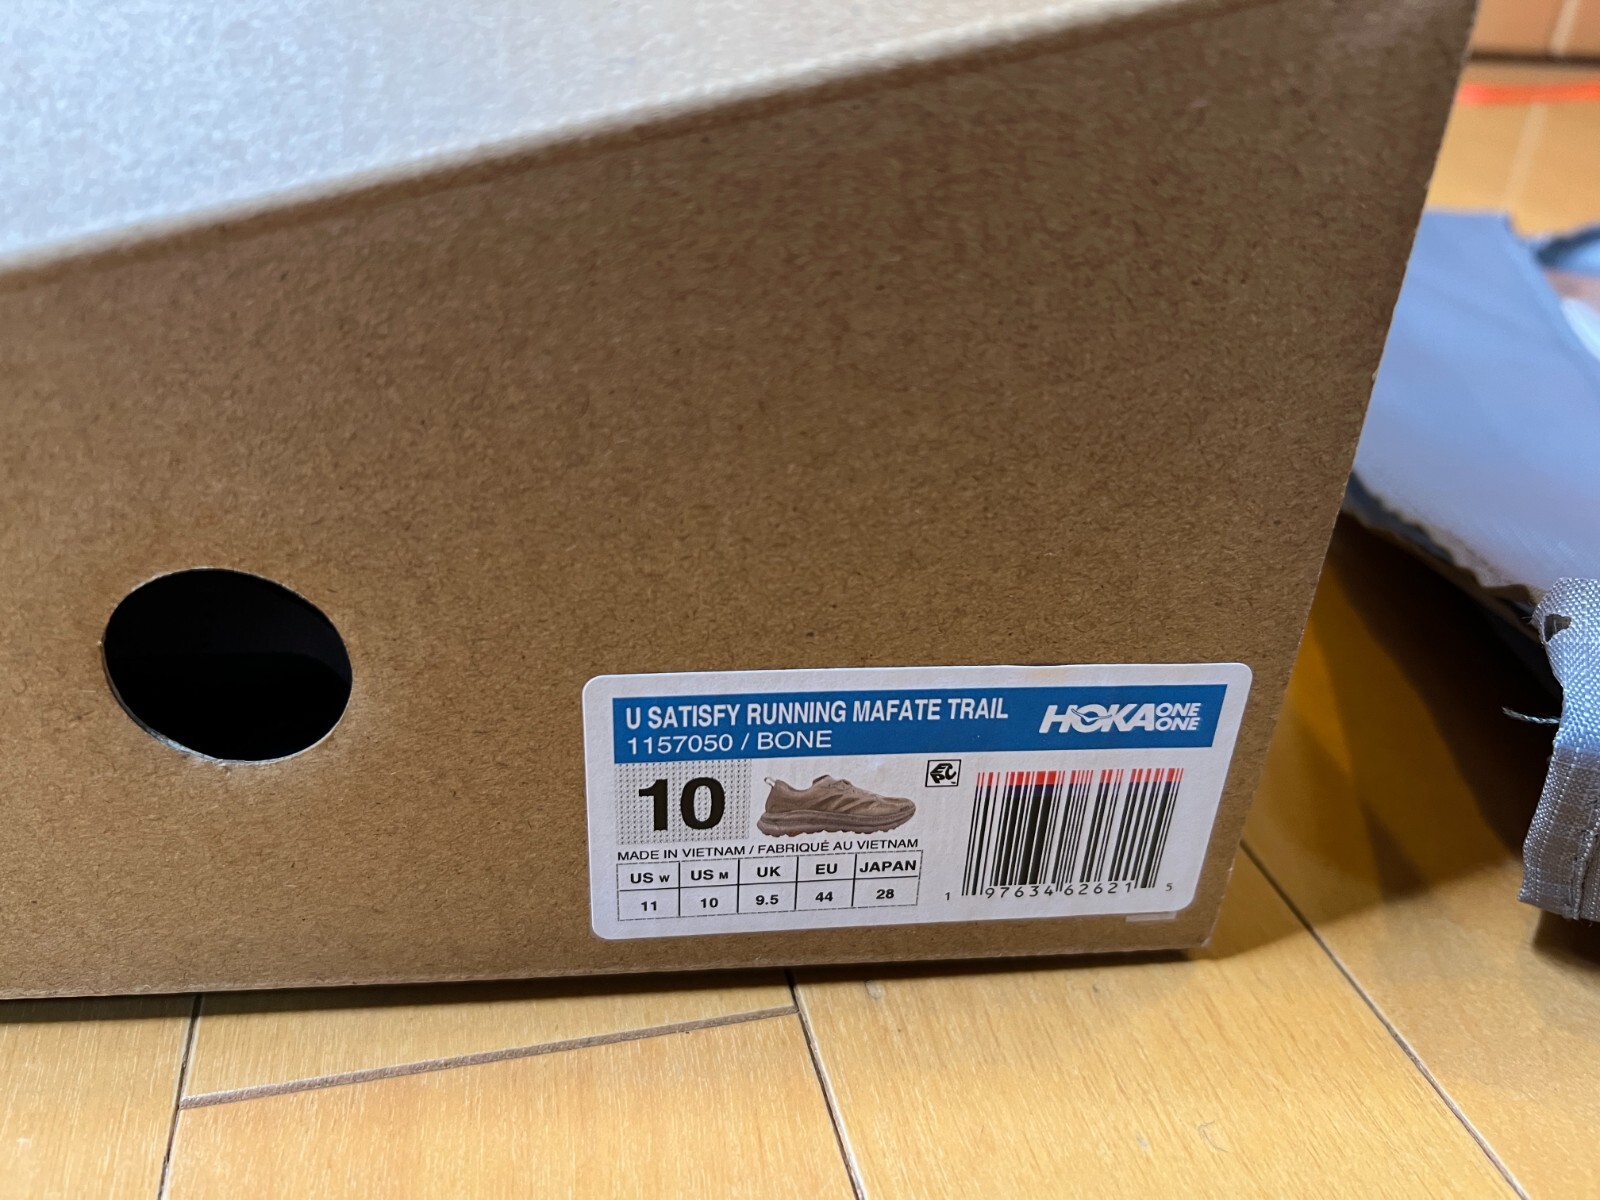 U SATISFY RUNNING MAFATE TRAIL
1157050 / BONE
HOKA ONE ONE
10
MADE IN VIETNAM / FABRIQUÉ AU VIETNAM
US W US M UK EU JAPAN
11 10 9.5 44 28
1 97634 62621 5